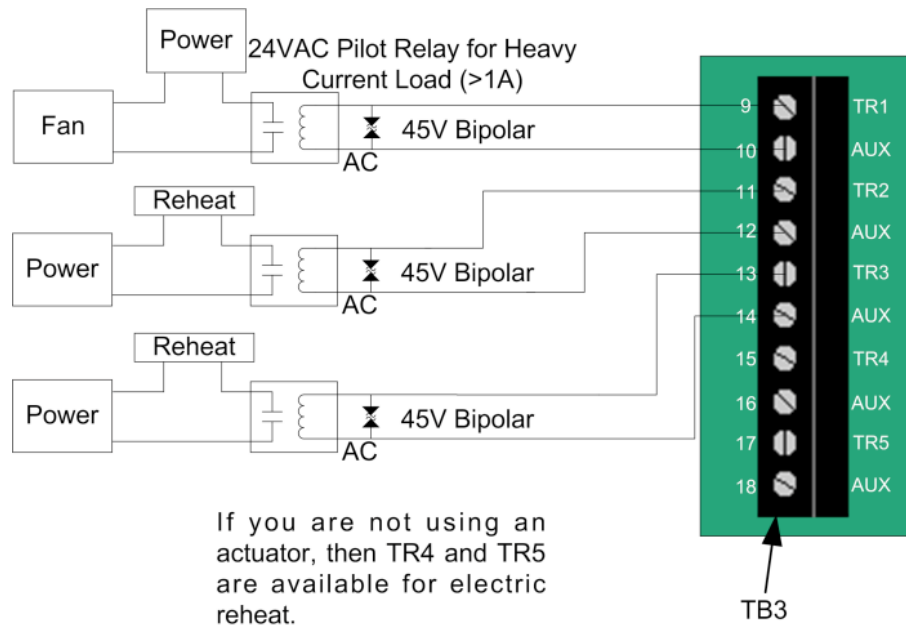 Power
24VAC Pilot Relay for Heavy
Current Load (>1A)
Fan
45V Bipolar
AC
9 TR1
10 AUX
Reheat
11 TR2
Power
45V Bipolar
AC
12 AUX
13 TR3
Reheat
14 AUX
15 TR4
Power
45V Bipolar
AC
16 AUX
17 TR5
18 AUX
If you are not using an
actuator, then TR4 and TR5
are available for electric
reheat.
TB3